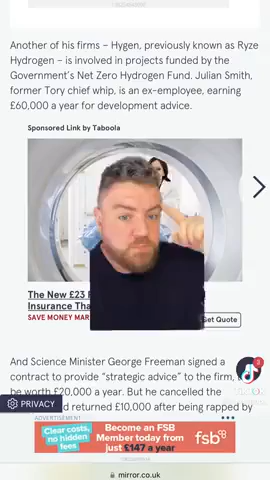 Another of his firms – Hygen, previously known as Ryze
Hydrogen – is involved in projects funded by the
Government's Net Zero Hydrogen Fund. Julian Smith,
former Tory chief whip, is an ex-employee, earning
£60,000 a year for development advice.
Sponsored Link by Taboola
The New £23
Insurance Tha
SAVE MONEY MAR
Get Quote
And Science Minister George Freeman signed a
contract to provide “strategic advice” to the firm,
be worth £20,000 a year. But he cancelled the
d returned £10,000 after being rapped by
PRIVACY
ADVERTISEMENT
Clear costs,
no hidden
fees
Become an FSB
Member today from
just £147 a year
fsb
www.mirror.co.uk